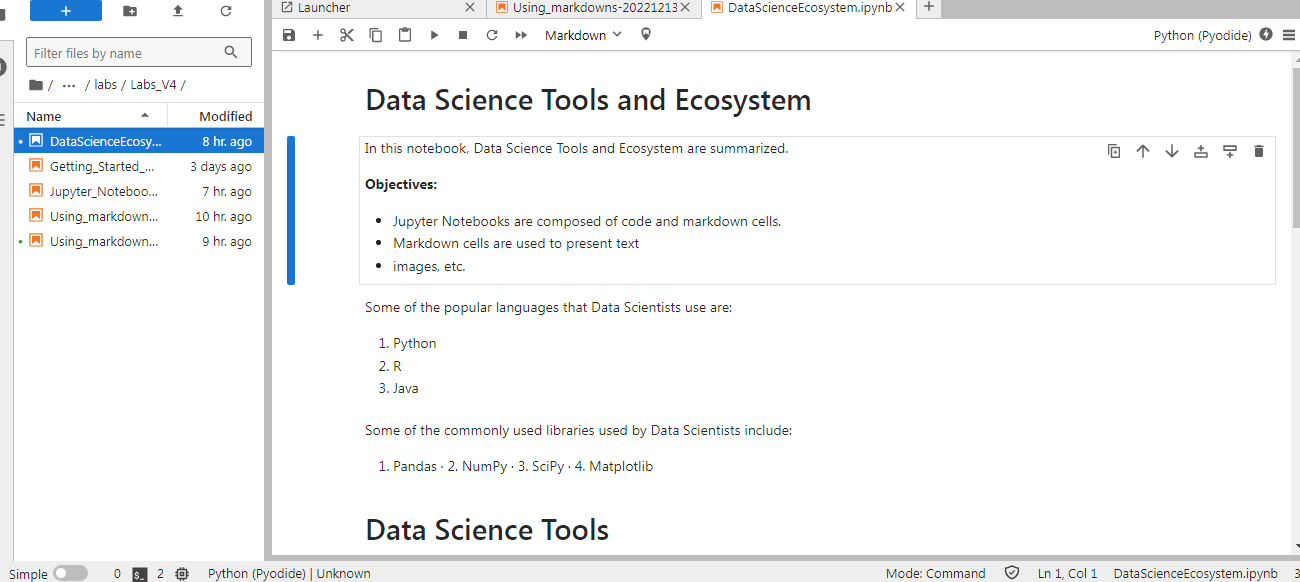 Launcher
Using_markdowns-20221213
DataScienceEcosystem.ipynb
Markdown
Python (Pyodide)
Filter files by name
/ ··· / labs / Labs_V4 /
Name Modified
DataScienceEcosy... 8 hr. ago
Getting_Started_... 3 days ago
Jupyter_Noteboo... 7 hr. ago
Using_markdown... 10 hr. ago
Using_markdown... 9 hr. ago
Data Science Tools and Ecosystem
In this notebook, Data Science Tools and Ecosystem are summarized.
Objectives:
• Jupyter Notebooks are composed of code and markdown cells.
• Markdown cells are used to present text
• images, etc.
Some of the popular languages that Data Scientists use are:
1. Python
2. R
3. Java
Some of the commonly used libraries used by Data Scientists include:
1. Pandas · 2. NumPy · 3. SciPy · 4. Matplotlib
Data Science Tools
Simple 0 $_ 2 Python (Pyodide) | Unknown
Mode: Command Ln 1, Col 1 DataScienceEcosystem.ipynb 3